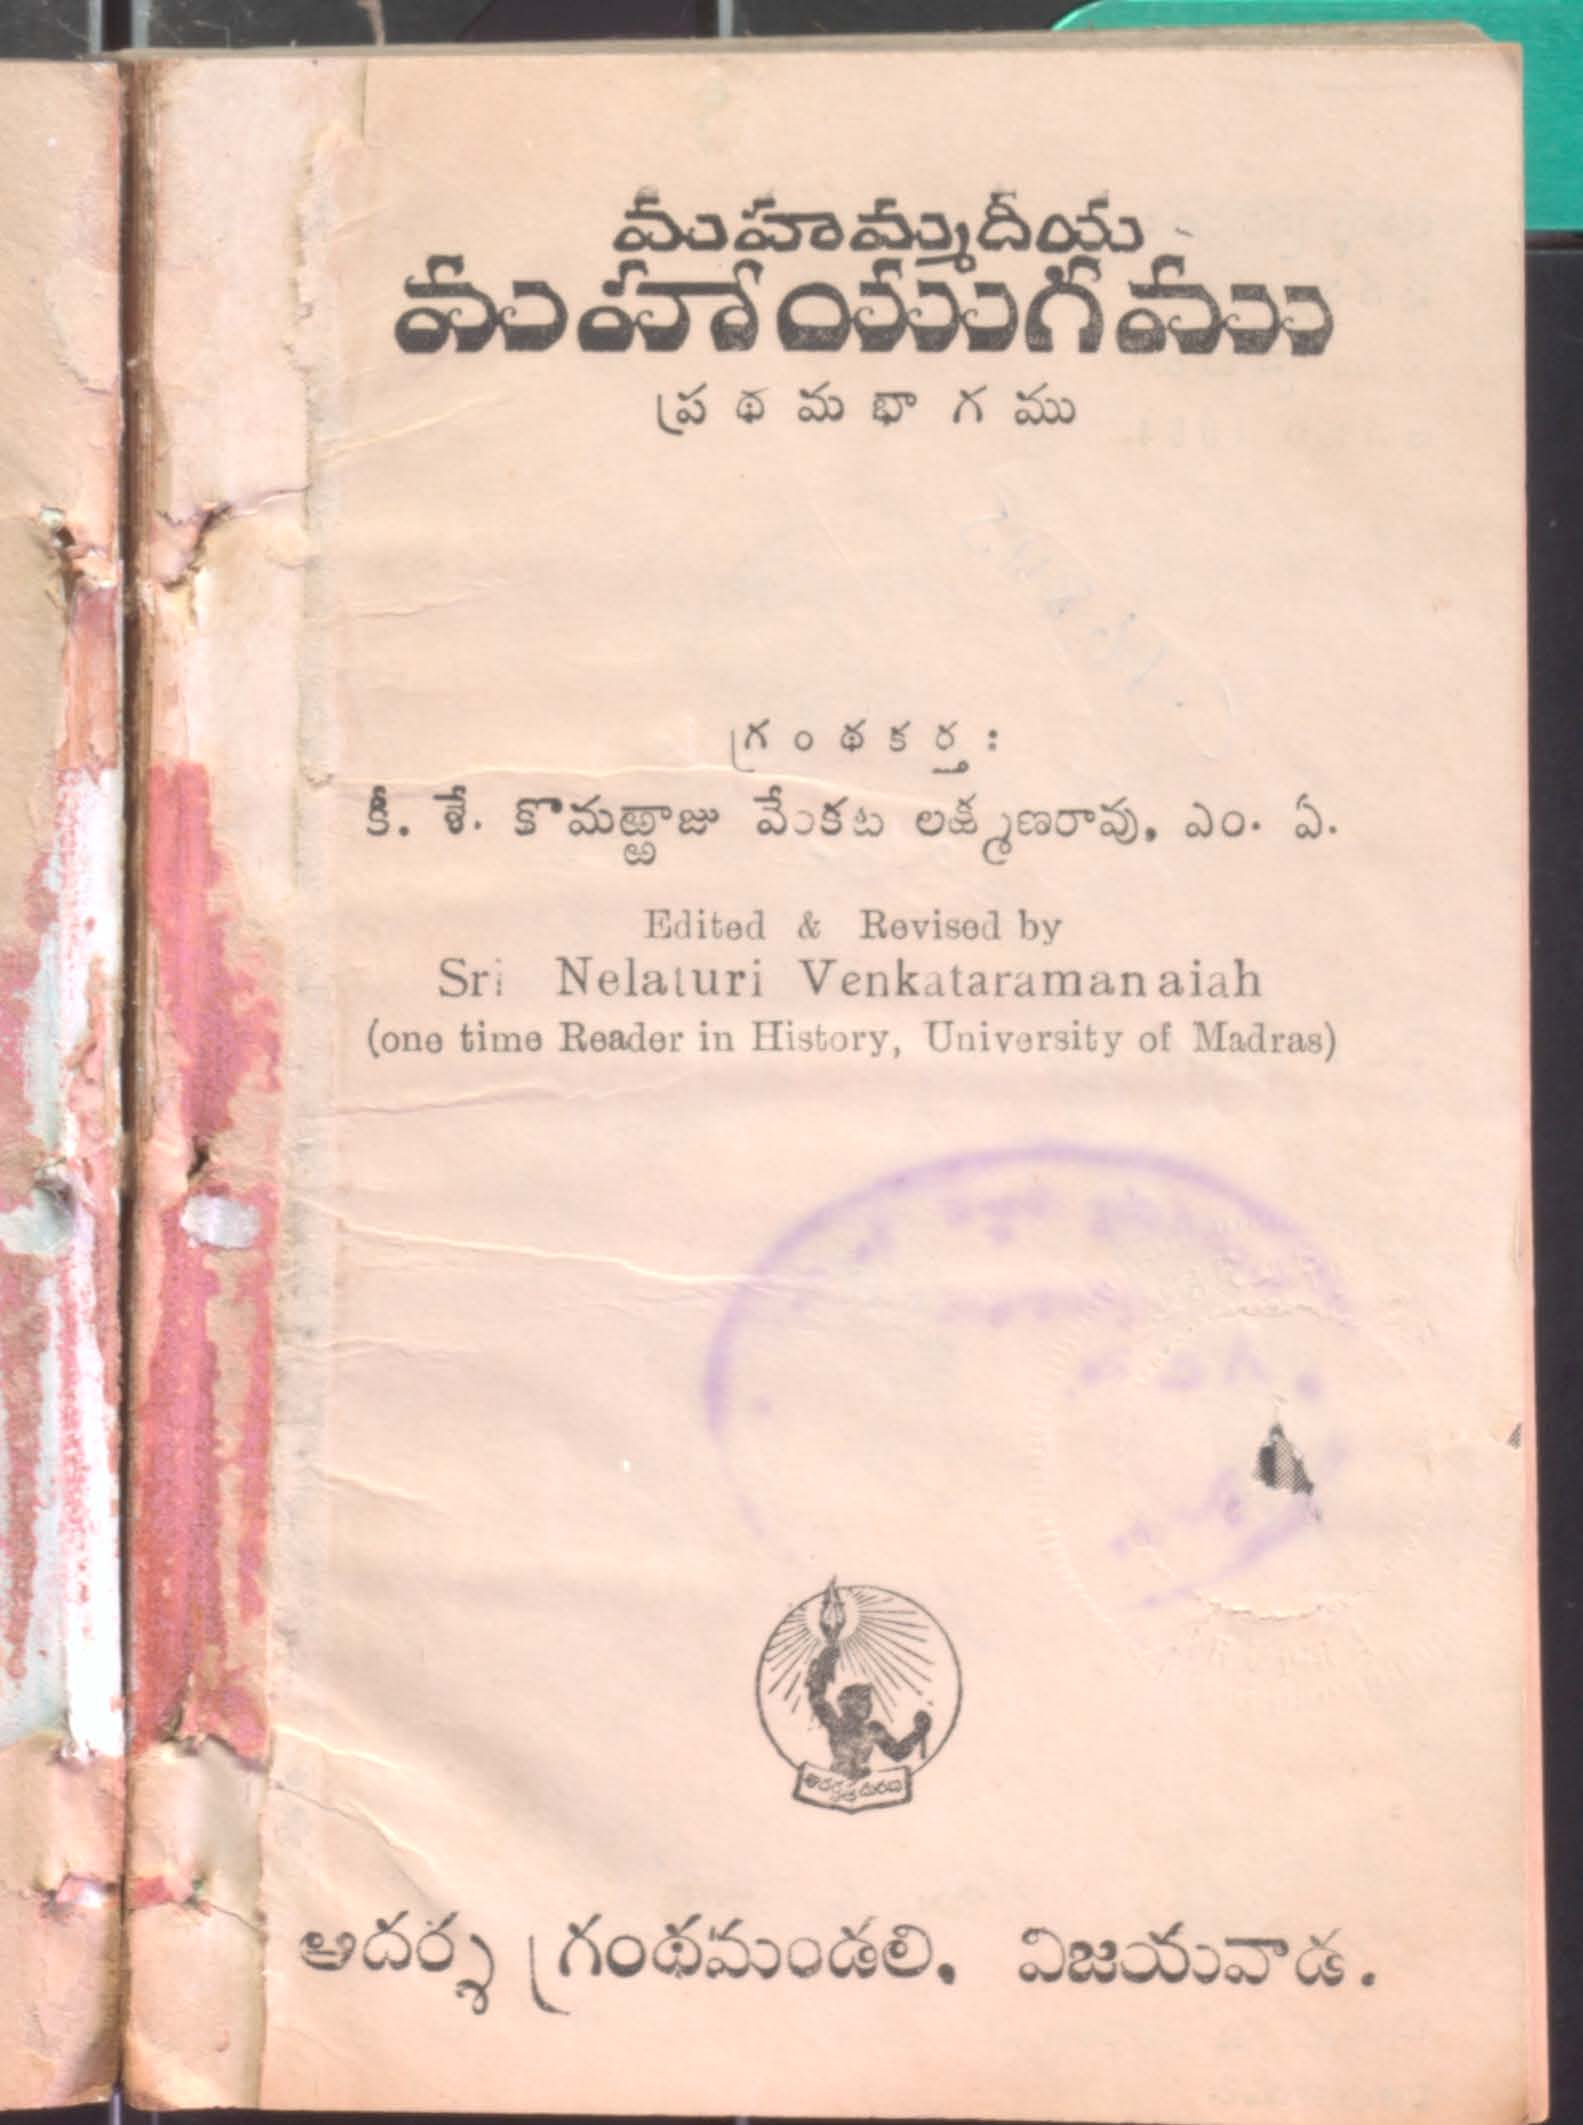 మహమ్మదీయ
మహాయుగము
ప్రథమభాగము
గ్రంథకర్త :
కీ. శే. కొమఱ్ఱాజు వేంకట లక్ష్మణరావు, ఎం. ఏ.
Edited & Revised by
Sri Nelaturi Venkataramanaiah
(one time Reader in History, University of Madras)
ఆదర్శ గ్రంథమండలి, విజయవాడ.